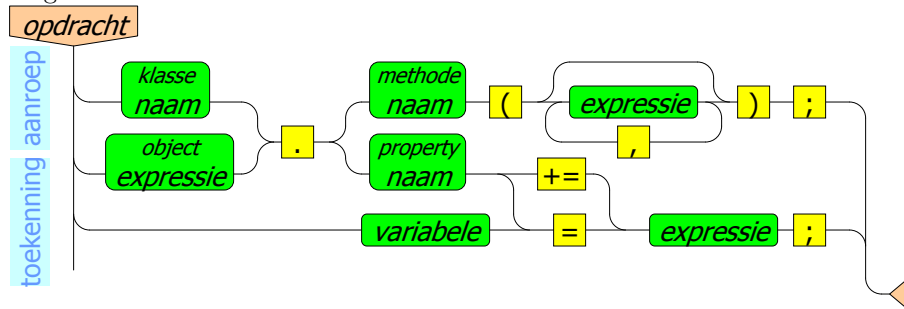 opdracht
aanroep
klasse
naam
methode
naam
(
expressie
,
)
;
object
expressie
.
property
naam
+=
toekenning
variabele
=
expressie
;